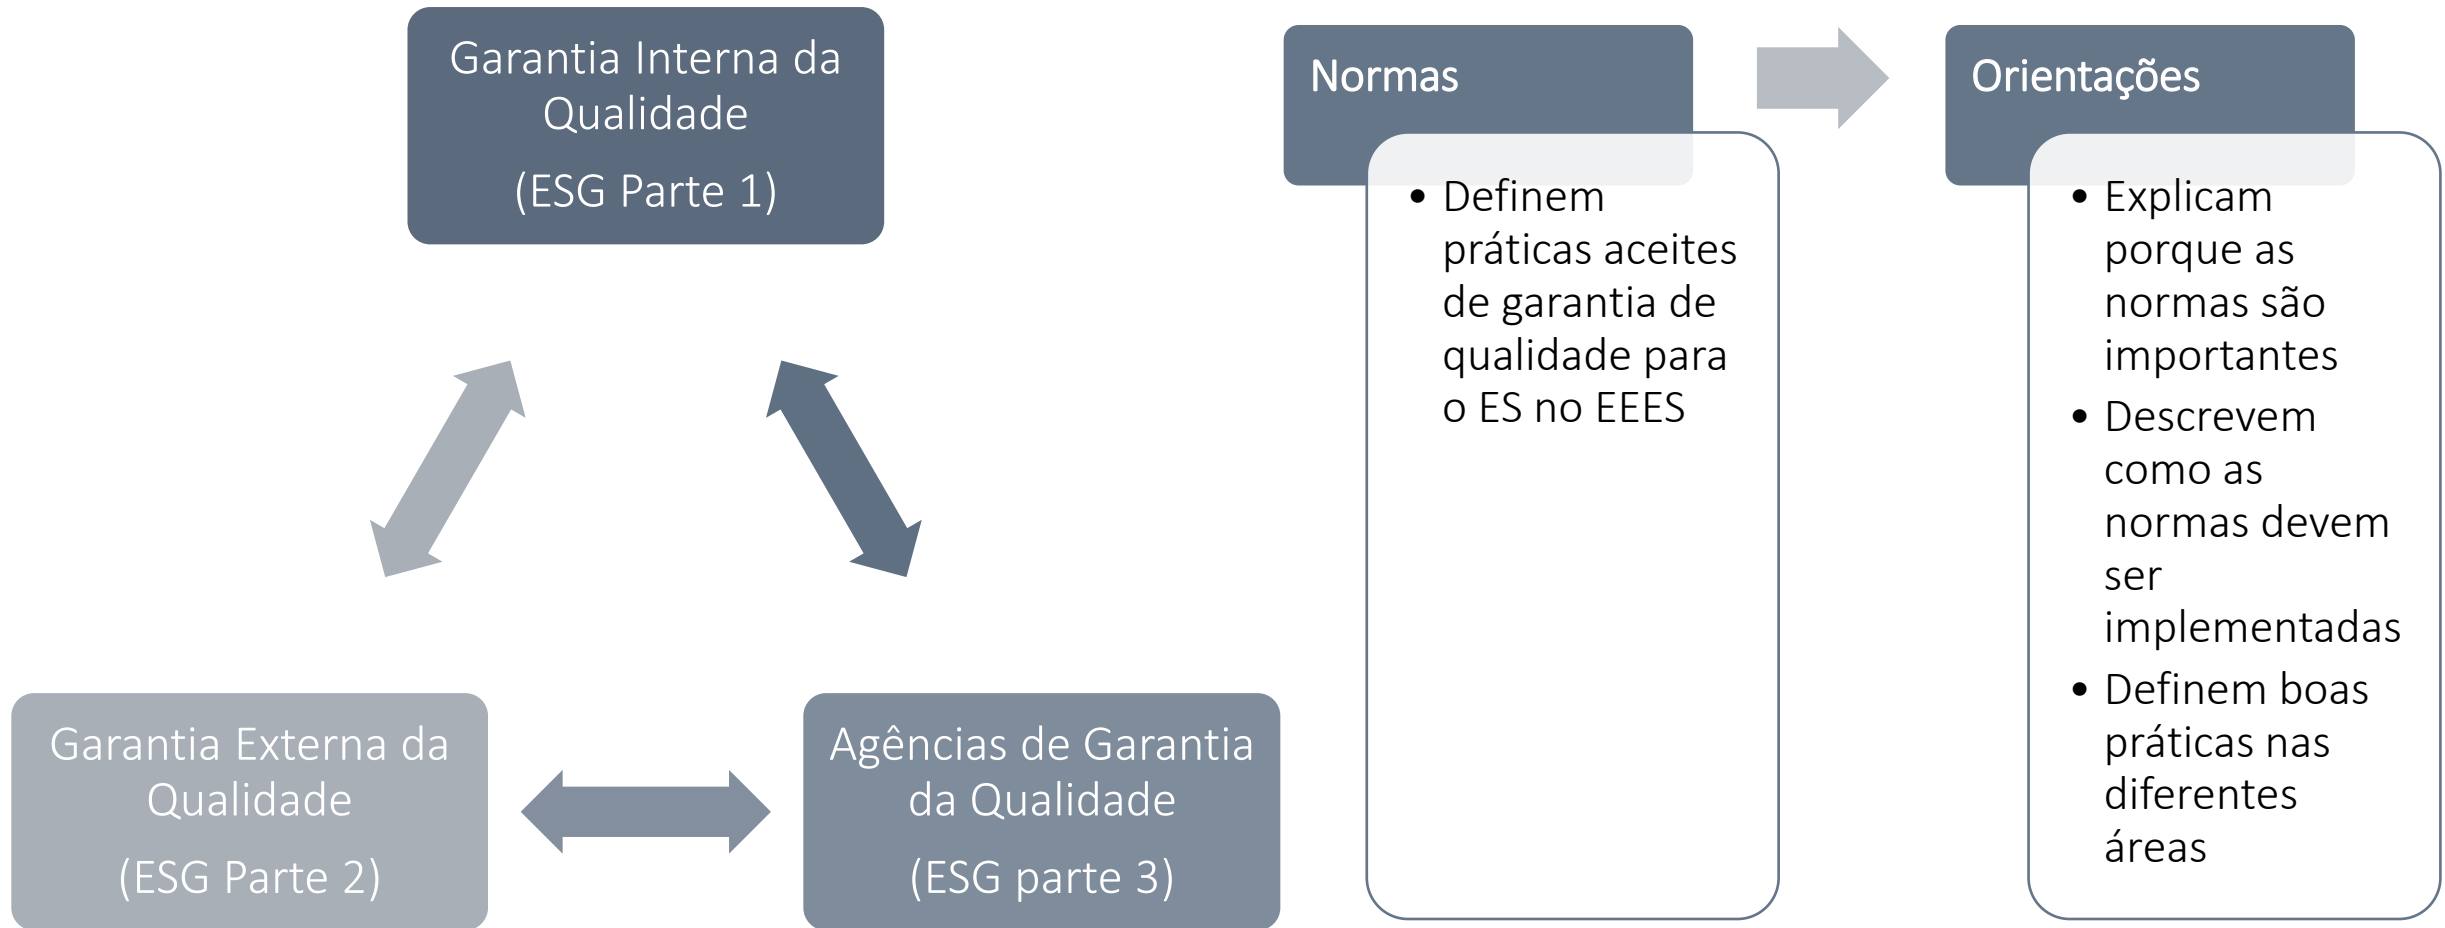 Garantia Interna da
Qualidade
(ESG Parte 1)
Garantia Externa da
Qualidade
(ESG Parte 2)
Agências de Garantia
da Qualidade
(ESG parte 3)
Normas
• Definem
práticas aceites
de garantia de
qualidade para
o ES no EEES
Orientações
• Explicam
porque as
normas são
importantes
• Descrevem
como as
normas devem
ser
implementadas
• Definem boas
práticas nas
diferentes
áreas